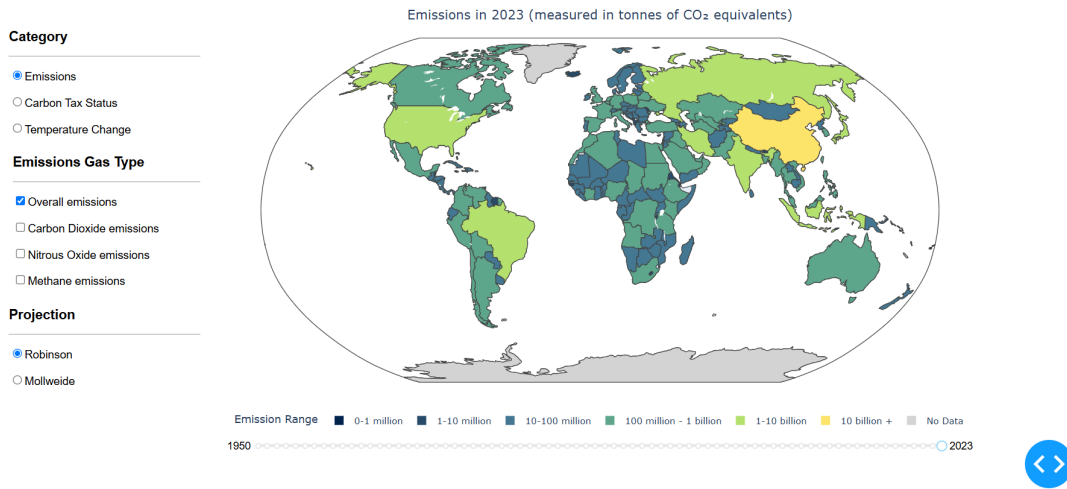 Emissions in 2023 (measured in tonnes of CO₂ equivalents)
Category
Emissions
Carbon Tax Status
Temperature Change
Emissions Gas Type
Overall emissions
Carbon Dioxide emissions
Nitrous Oxide emissions
Methane emissions
Projection
Robinson
Mollweide
Emission Range 0-1 million 1-10 million 10-100 million 100 million - 1 billion 1-10 billion 10 billion + No Data
1950 2023